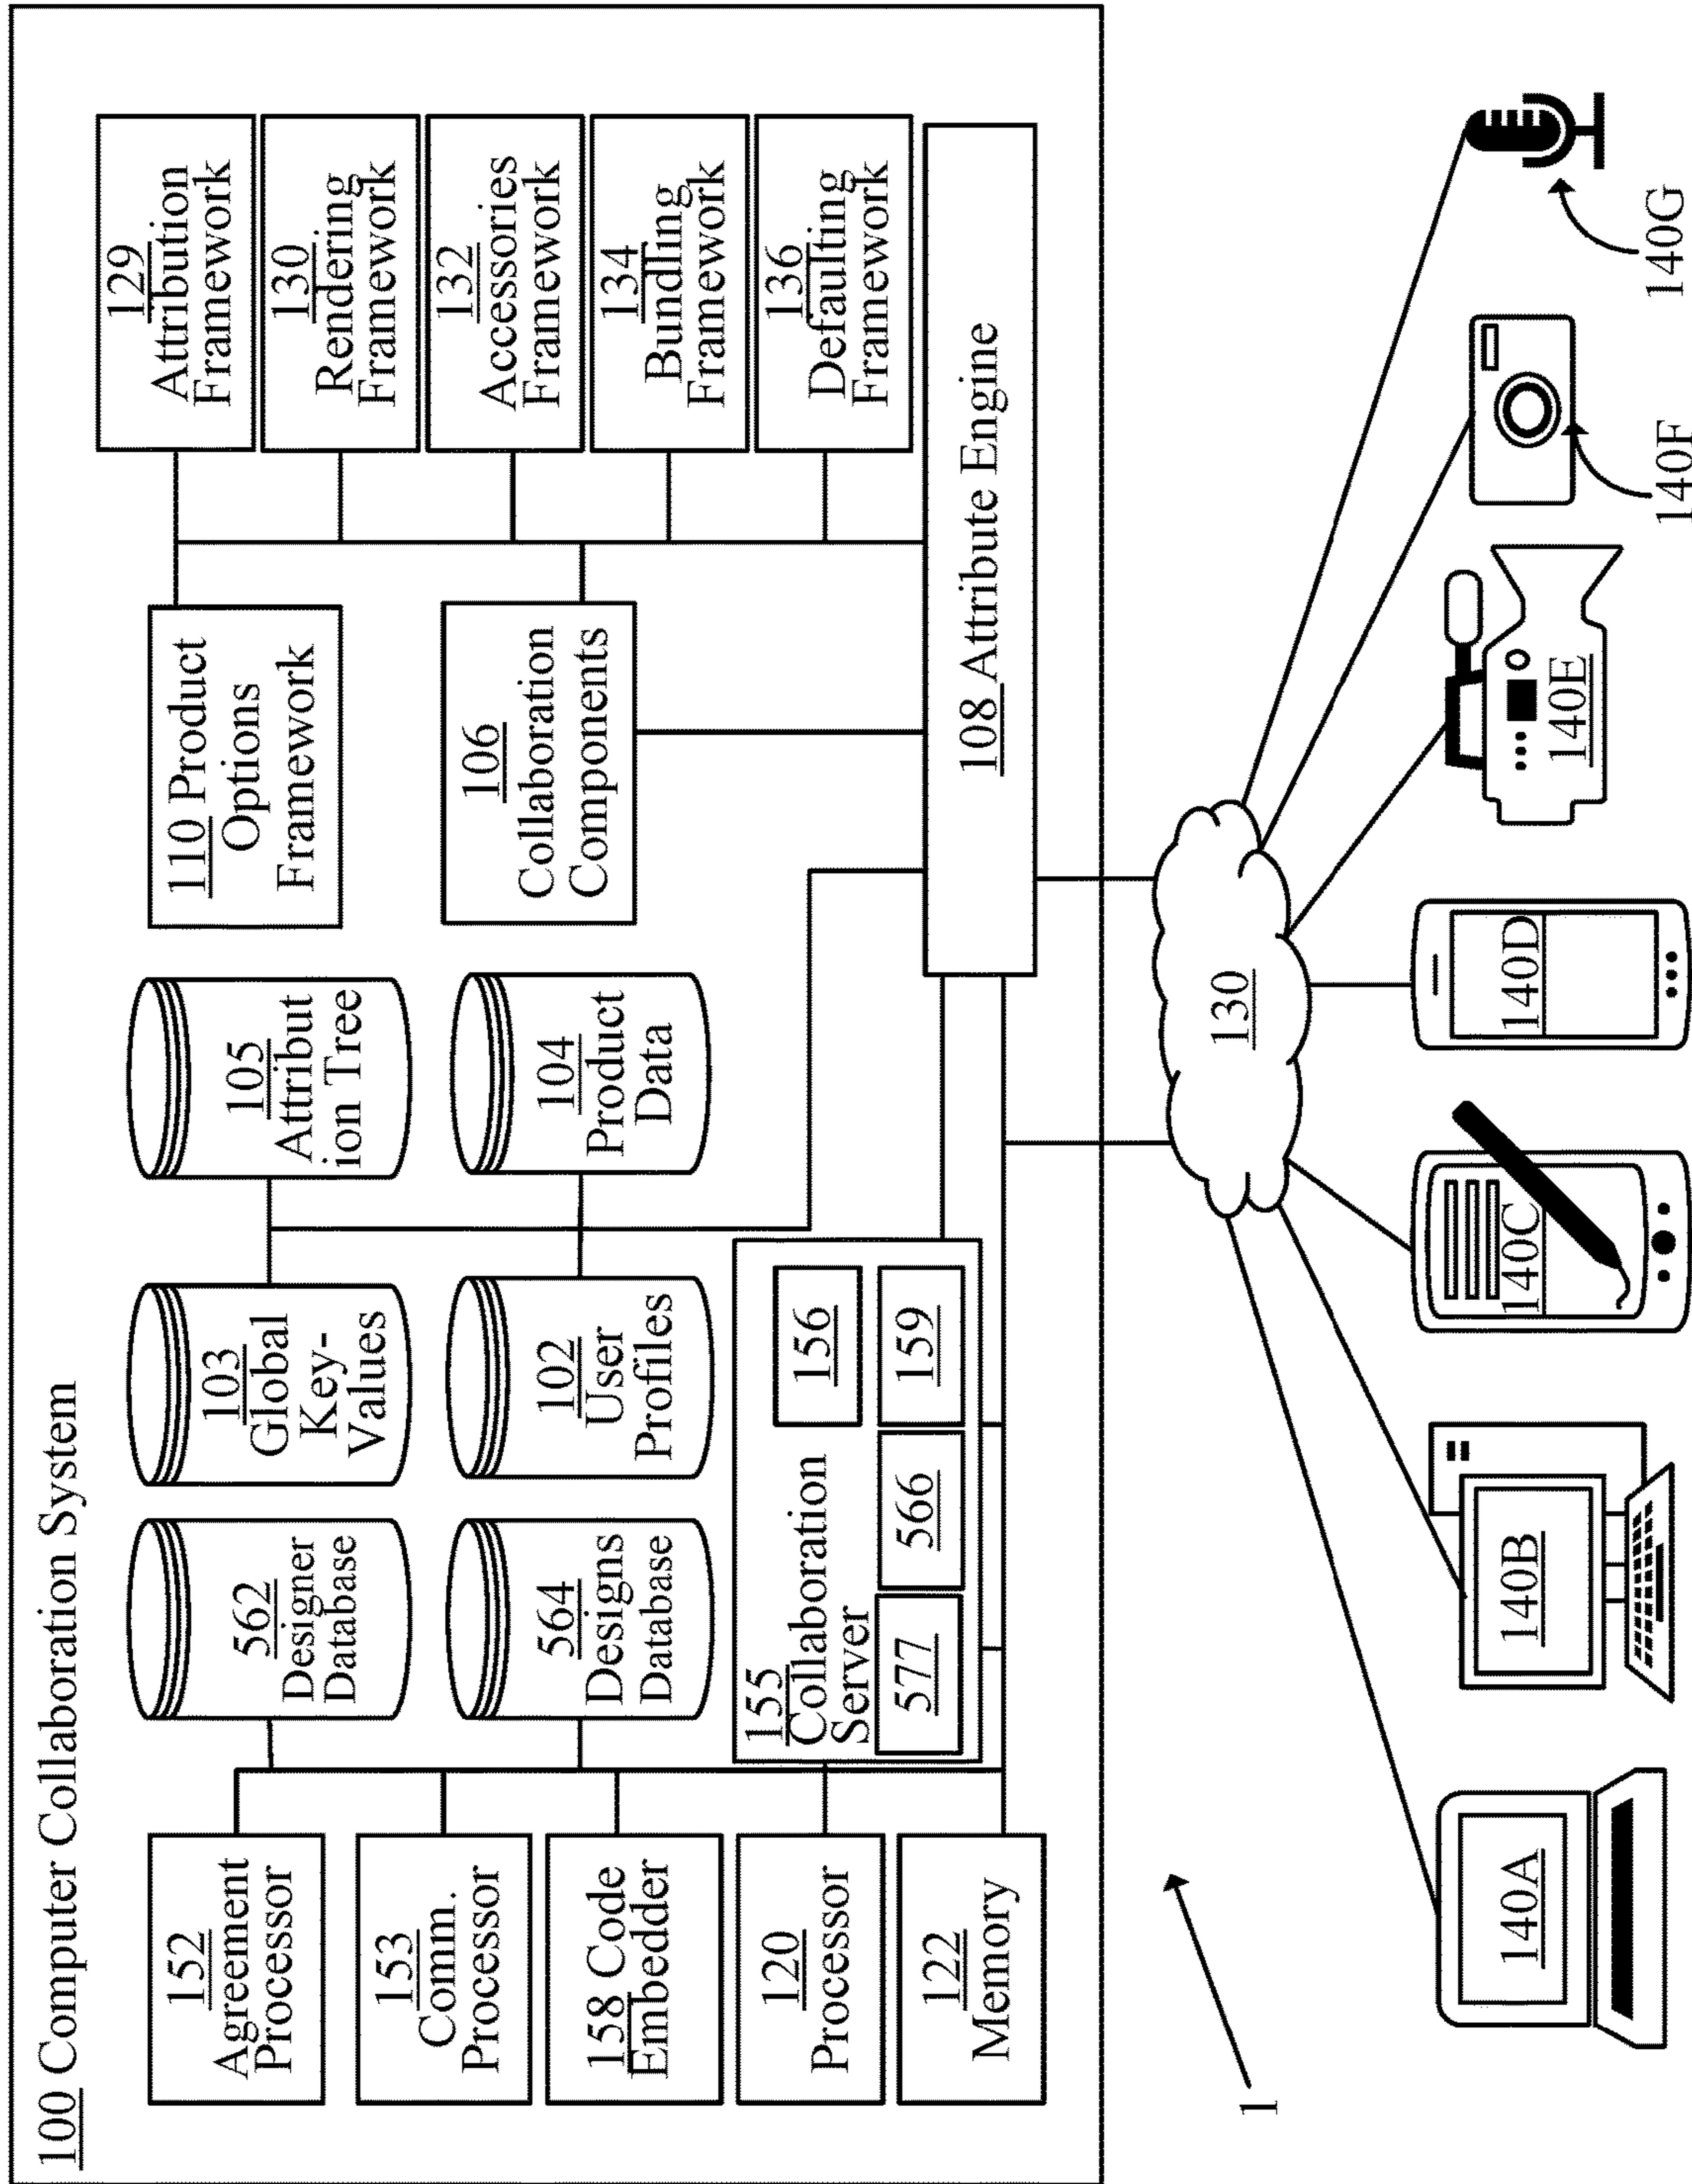 100 Computer Collaboration System
152
Agreement
Processor
153
Comm.
Processor
158 Code
Embedder
120
Processor
122
Memory
562
Designer
Database
564
Designs
Database
103
Global
Key-
Values
102
User
Profiles
105
Attribut
ion Tree
104
Product
Data
155
Collaboration
Server
156
577
566
159
110 Product
Options
Framework
106
Collaboration
Components
129
Attribution
Framework
130
Rendering
Framework
132
Accessories
Framework
134
Bundling
Framework
136
Defaulting
Framework
108 Attribute Engine
130
1
140A
140B
140C
140D
140E
140F
140G